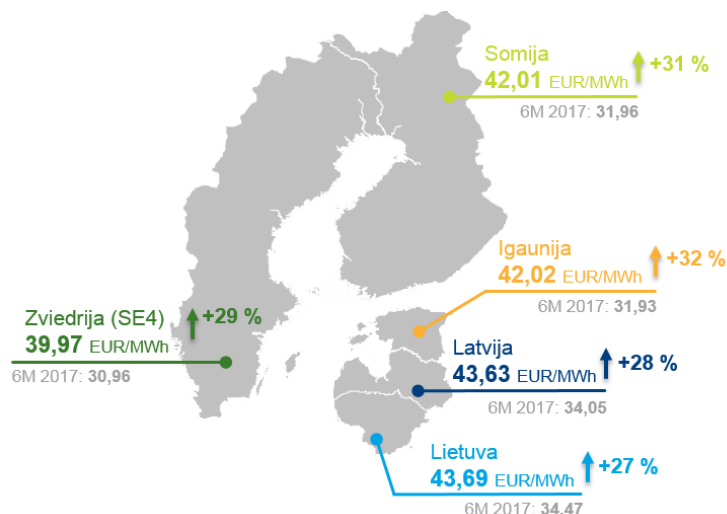 Somija
42,01 EUR/MWh +31 %
6M 2017: 31,96
Igaunija
42,02 EUR/MWh +32 %
6M 2017: 31,93
Zviedrija (SE4) +29 %
39,97 EUR/MWh
6M 2017: 30,96
Latvija
43,63 EUR/MWh +28 %
6M 2017: 34,05
Lietuva
43,69 EUR/MWh +27 %
6M 2017: 34,47